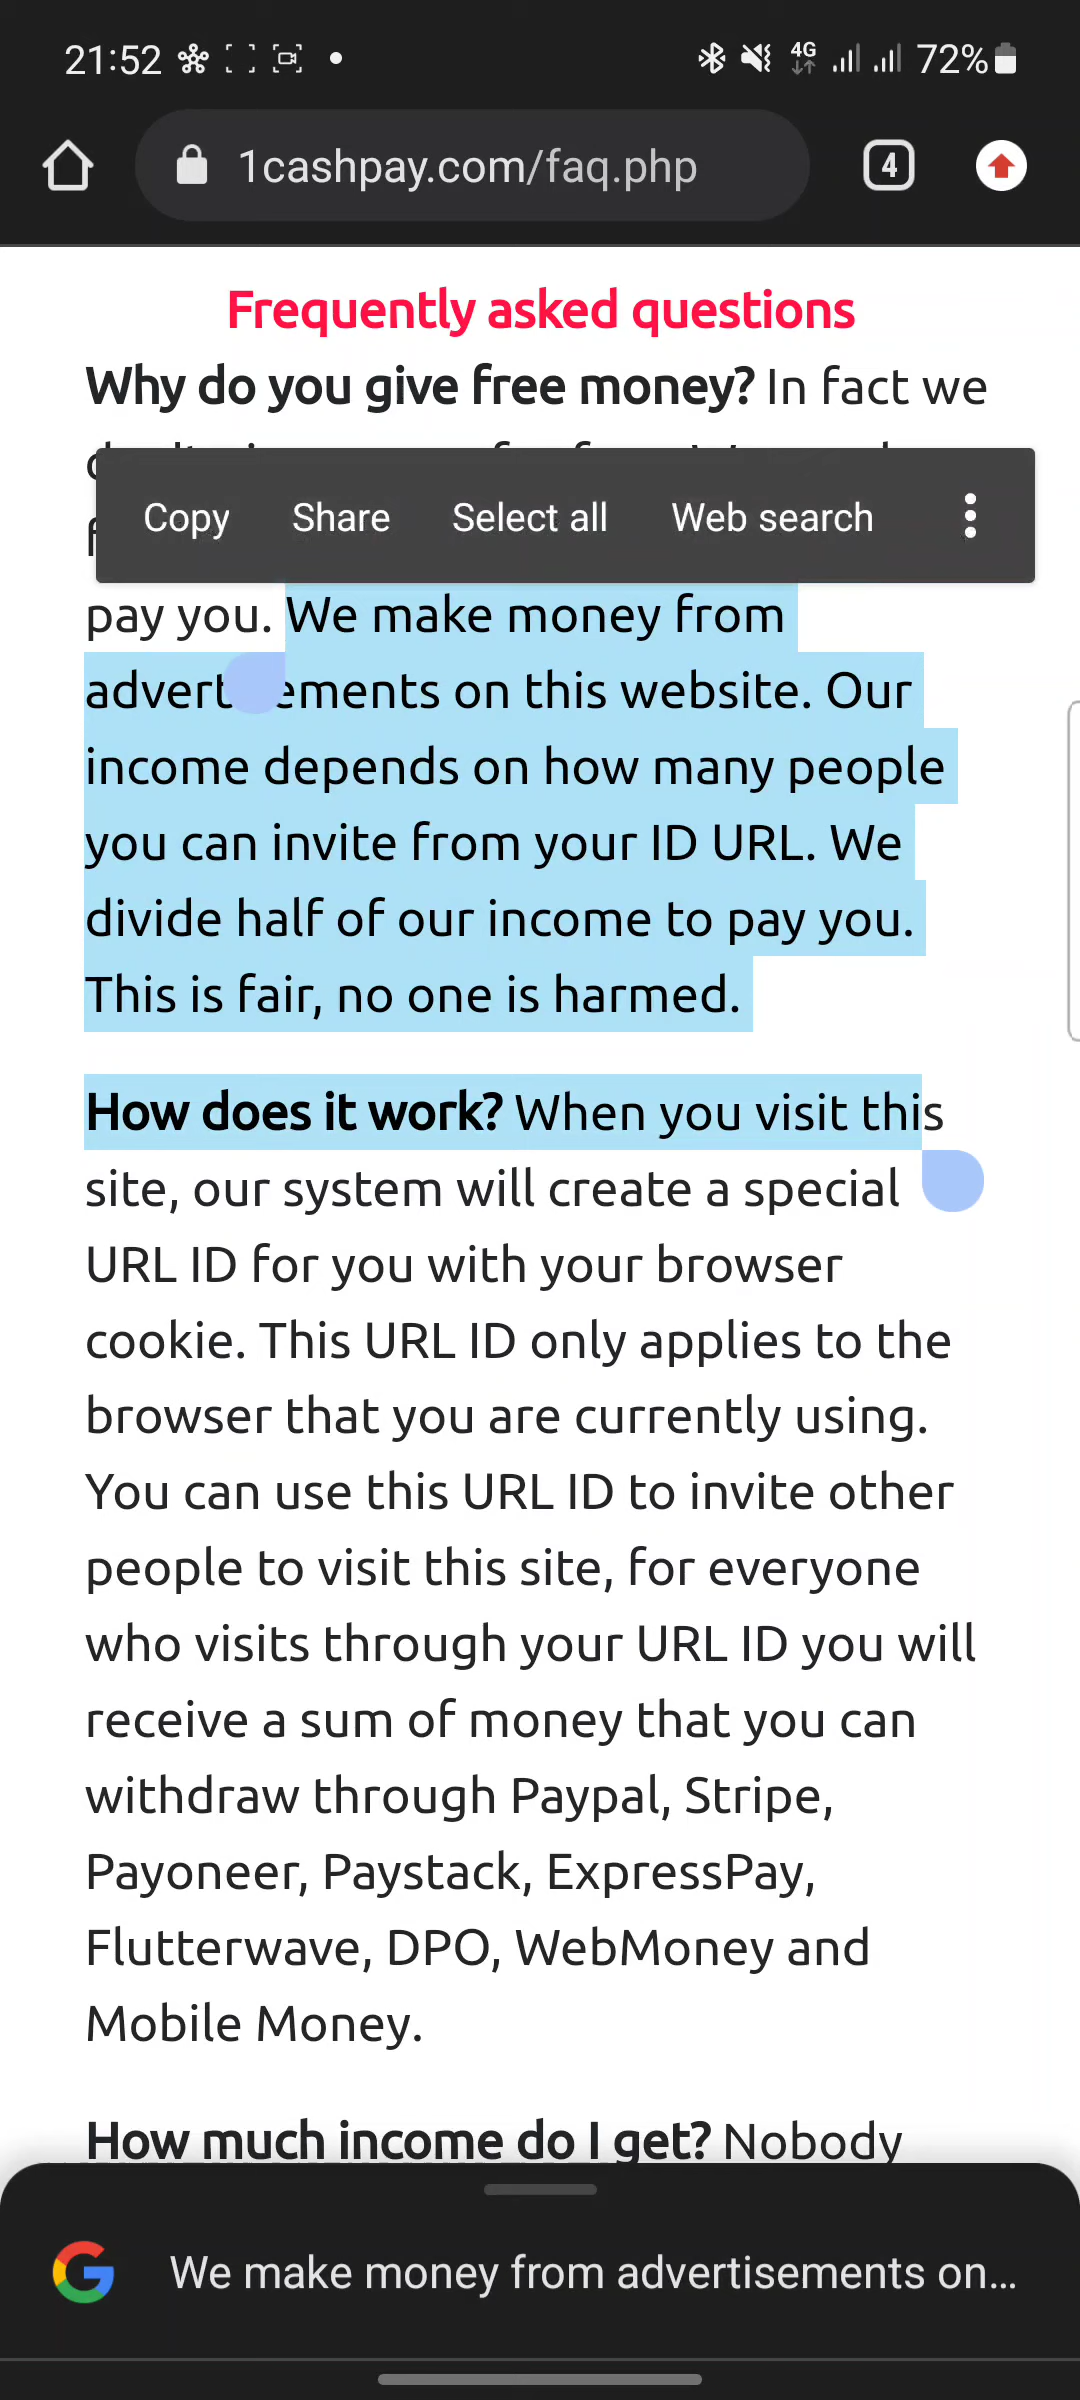 21:52
4G
72%
1cashpay.com/faq.php
4
Frequently asked questions
Why do you give free money? In fact we
Copy Share Select all Web search
pay you. We make money from
advertisements on this website. Our
income depends on how many people
you can invite from your ID URL. We
divide half of our income to pay you.
This is fair, no one is harmed.
How does it work? When you visit this
site, our system will create a special
URL ID for you with your browser
cookie. This URL ID only applies to the
browser that you are currently using.
You can use this URL ID to invite other
people to visit this site, for everyone
who visits through your URL ID you will
receive a sum of money that you can
withdraw through Paypal, Stripe,
Payoneer, Paystack, ExpressPay,
Flutterwave, DPO, WebMoney and
Mobile Money.
How much income do I get? Nobody
We make money from advertisements on...